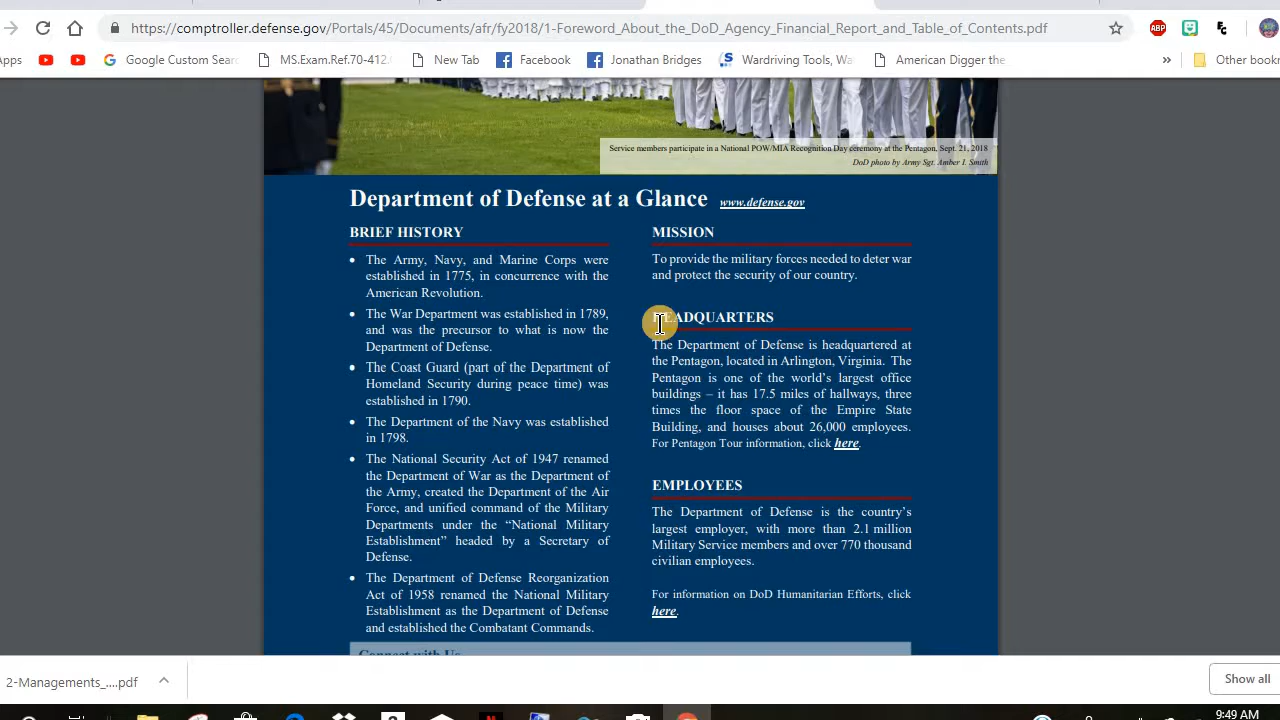 https://comptroller.defense.gov/Portals/45/Documents/afr/fy2018/1-Foreword_About_the_DoD_Agency_Financial_Report_and_Table_of_Contents.pdf
ABP
Apps
Google Custom Sear
MS.Exam.Ref.70-412.
New Tab
Facebook
Jonathan Bridges
Wardriving Tools, Wa
American Digger the
»
Other bookr
Service members participate in a National POW/MIA Recognition Day ceremony at the Pentagon, Sept. 21, 2018
DoD photo by Army Sgt. Amber I. Smith
Department of Defense at a Glance www.defense.gov
BRIEF HISTORY
• The Army, Navy, and Marine Corps were
established in 1775, in concurrence with the
American Revolution.
• The War Department was established in 1789,
and was the precursor to what is now the
Department of Defense.
• The Coast Guard (part of the Department of
Homeland Security during peace time) was
established in 1790.
• The Department of the Navy was established
in 1798.
• The National Security Act of 1947 renamed
the Department of War as the Department of
the Army, created the Department of the Air
Force, and unified command of the Military
Departments under the “National Military
Establishment” headed by a Secretary of
Defense.
• The Department of Defense Reorganization
Act of 1958 renamed the National Military
Establishment as the Department of Defense
and established the Combatant Commands.
MISSION
To provide the military forces needed to deter war
and protect the security of our country.
HEADQUARTERS
The Department of Defense is headquartered at
the Pentagon, located in Arlington, Virginia. The
Pentagon is one of the world’s largest office
buildings – it has 17.5 miles of hallways, three
times the floor space of the Empire State
Building, and houses about 26,000 employees.
For Pentagon Tour information, click here.
EMPLOYEES
The Department of Defense is the country’s
largest employer, with more than 2.1 million
Military Service members and over 770 thousand
civilian employees.
For information on DoD Humanitarian Efforts, click
here.
Connect with Us
2-Managements_....pdf
Show all
9:49 AM